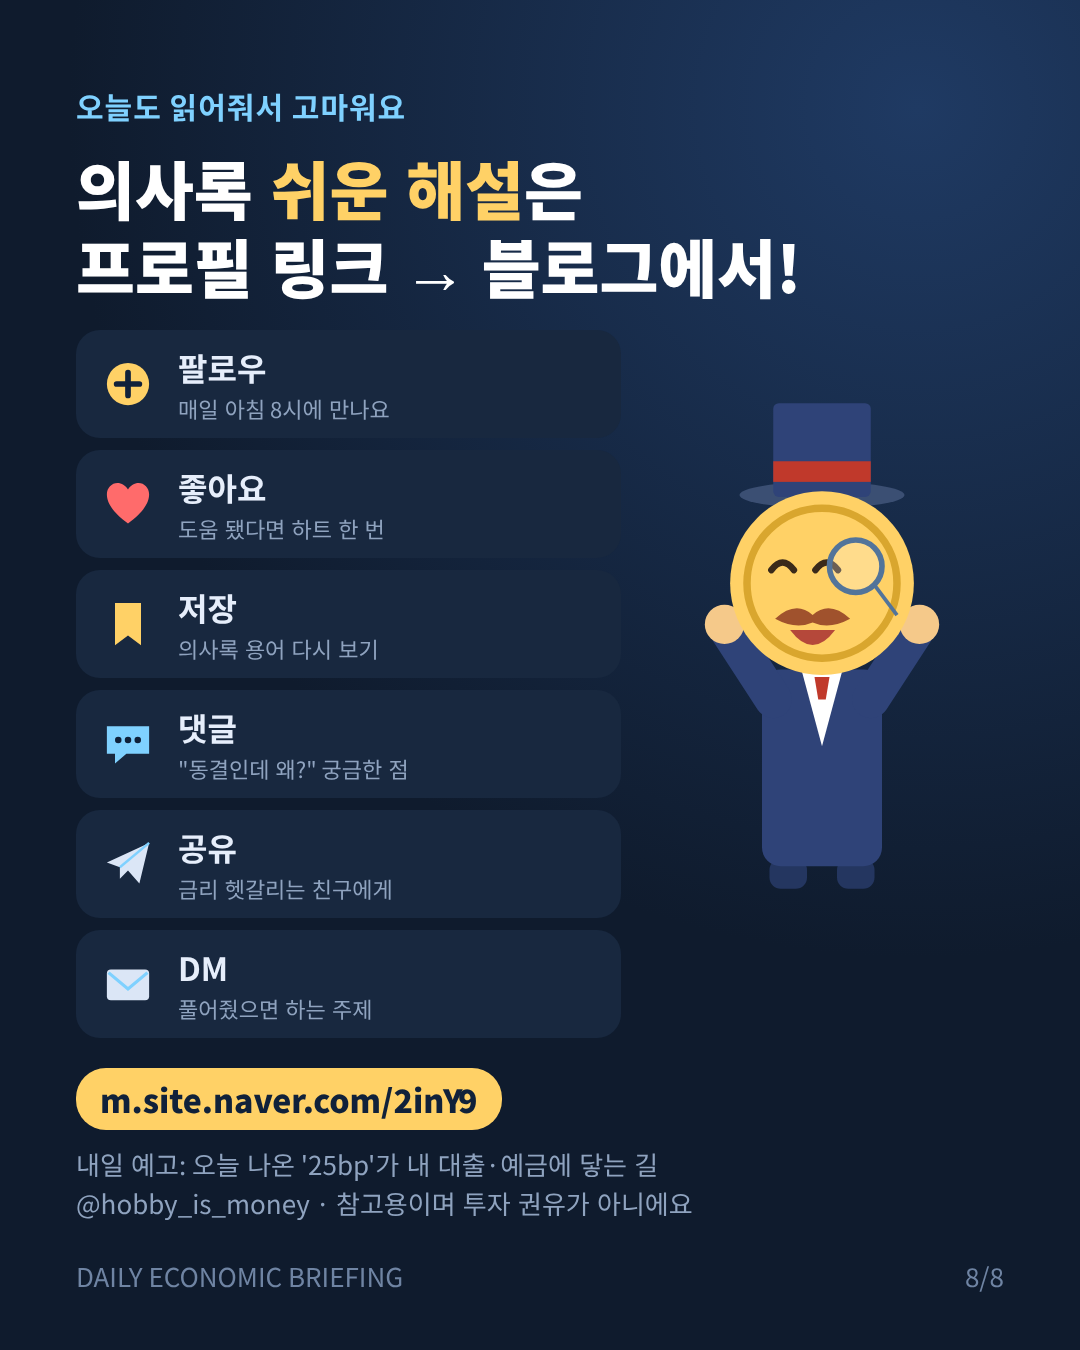 오늘도 읽어줘서 고마워요
의사록 쉬운 해설은
프로필 링크 → 블로그에서!
팔로우
매일 아침 8시에 만나요
좋아요
도움 됐다면 하트 한 번
저장
의사록 용어 다시 보기
댓글
"동결인데 왜?" 궁금한 점
공유
금리 헷갈리는 친구에게
DM
풀어줬으면 하는 주제
m.site.naver.com/2inY9
내일 예고: 오늘 나온 '25bp'가 내 대출·예금에 닿는 길
@hobby_is_money · 참고용이며 투자 권유가 아니에요
DAILY ECONOMIC BRIEFING
8/8